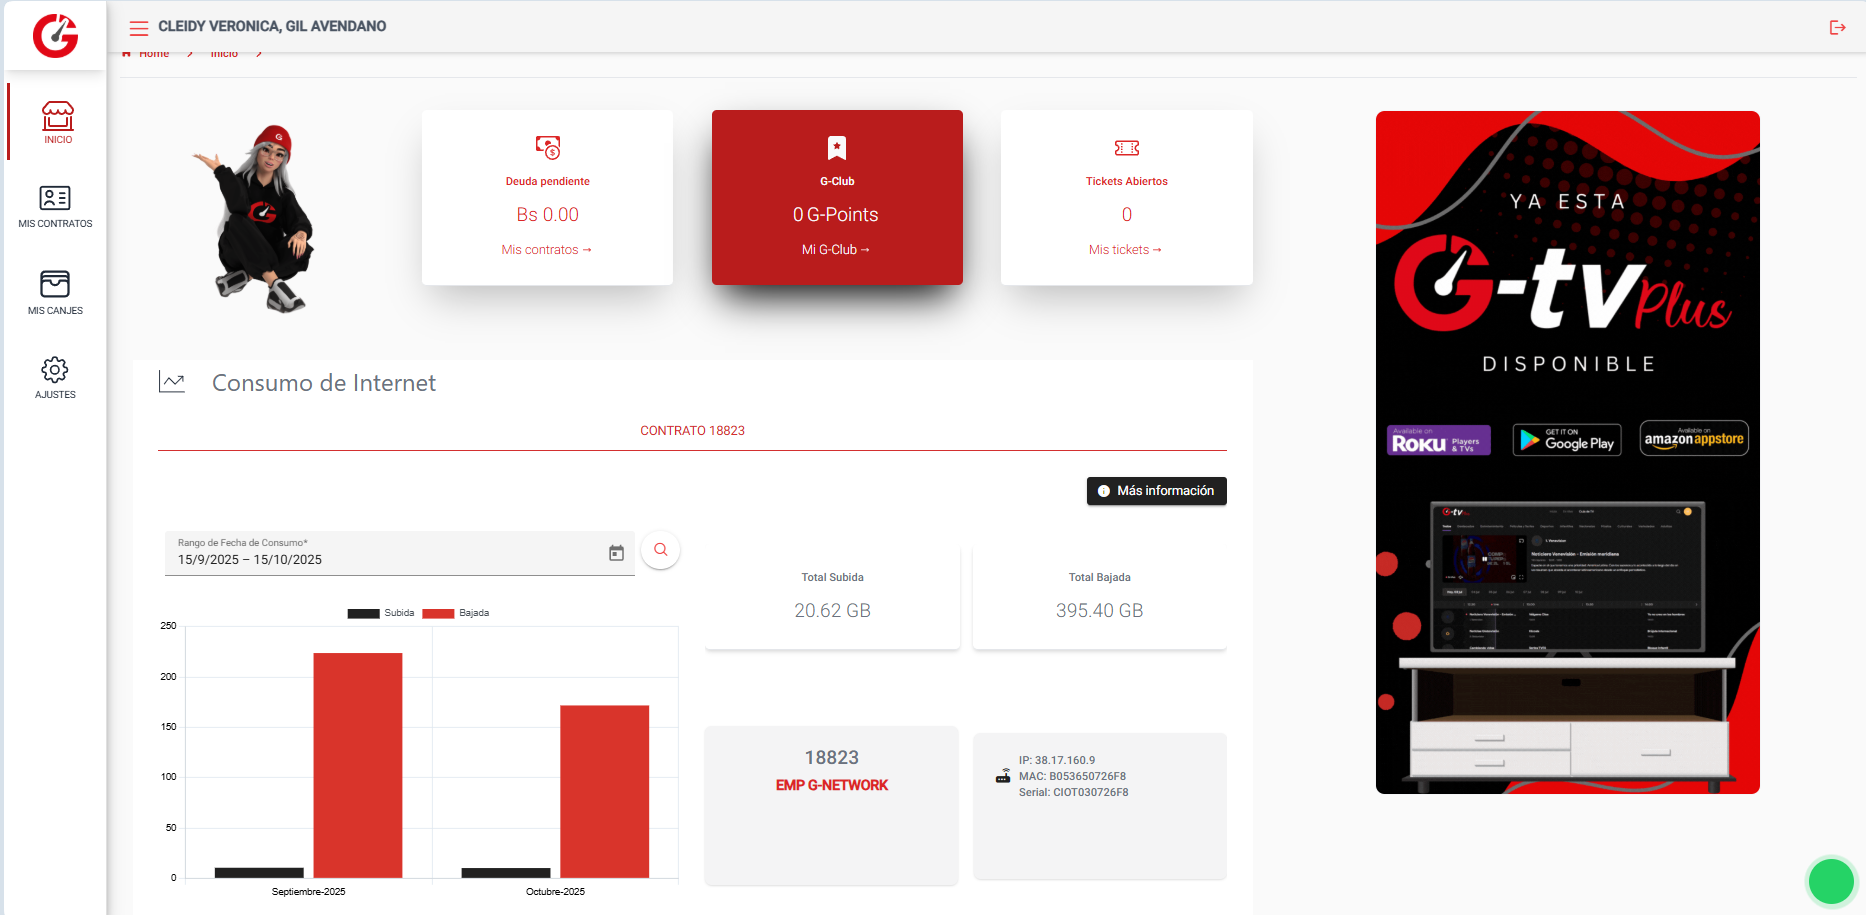 CLEIDY VERONICA, GIL AVENDANO
Home
Inicio
INICIO
MIS CONTRATOS
MIS CANJES
AJUSTES
Deuda pendiente
Bs 0.00
Mis contratos →
G-Club
0 G-Points
Mi G-Club →
Tickets Abiertos
0
Mis tickets →
Consumo de Internet
CONTRATO 18823
Más información
Rango de Fecha de Consumo*
15/9/2025 – 15/10/2025
Total Subida
20.62 GB
Total Bajada
395.40 GB
Subida
Bajada
250
200
150
100
50
0
Septiembre-2025
Octubre-2025
18823
EMP G-NETWORK
IP: 38.17.160.9
MAC: B053650726F8
Serial: CIOT030726F8
YA ESTA
G-tv Plus
DISPONIBLE
Available on
ROKU Players & TVs
GET IT ON
Google Play
Available on
amazon appstore
G-tv